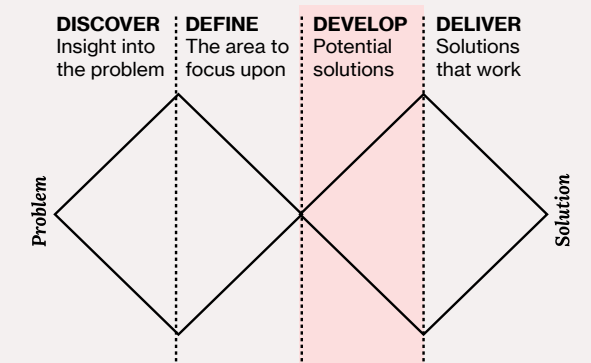 DISCOVER
Insight into
the problem
DEFINE
The area to
focus upon
DEVELOP
Potential
solutions
DELIVER
Solutions
that work
Problem
Solution